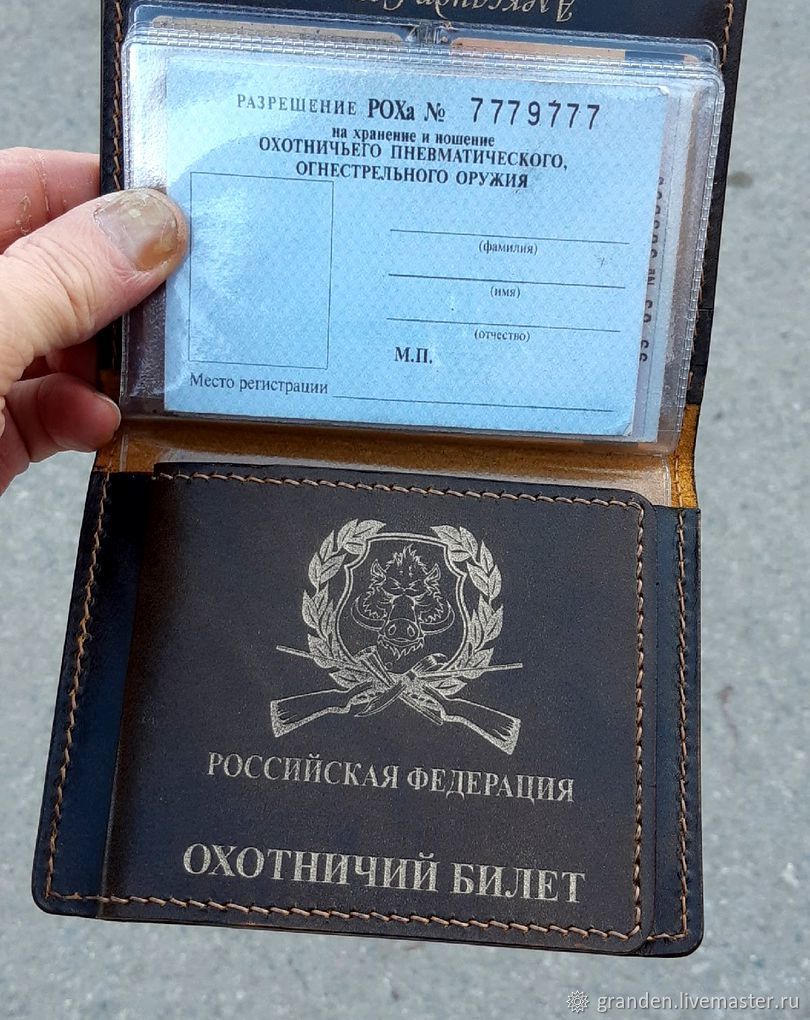 Александр
РАЗРЕШЕНИЕ РОХа № 7779777
на хранение и ношение
ОХОТНИЧЬЕГО ПНЕВМАТИЧЕСКОГО,
ОГНЕСТРЕЛЬНОГО ОРУЖИЯ
(фамилия)
(имя)
(отчество)
М.П.
Место регистрации
РОССИЙСКАЯ ФЕДЕРАЦИЯ
ОХОТНИЧИЙ БИЛЕТ
granden.livemaster.ru